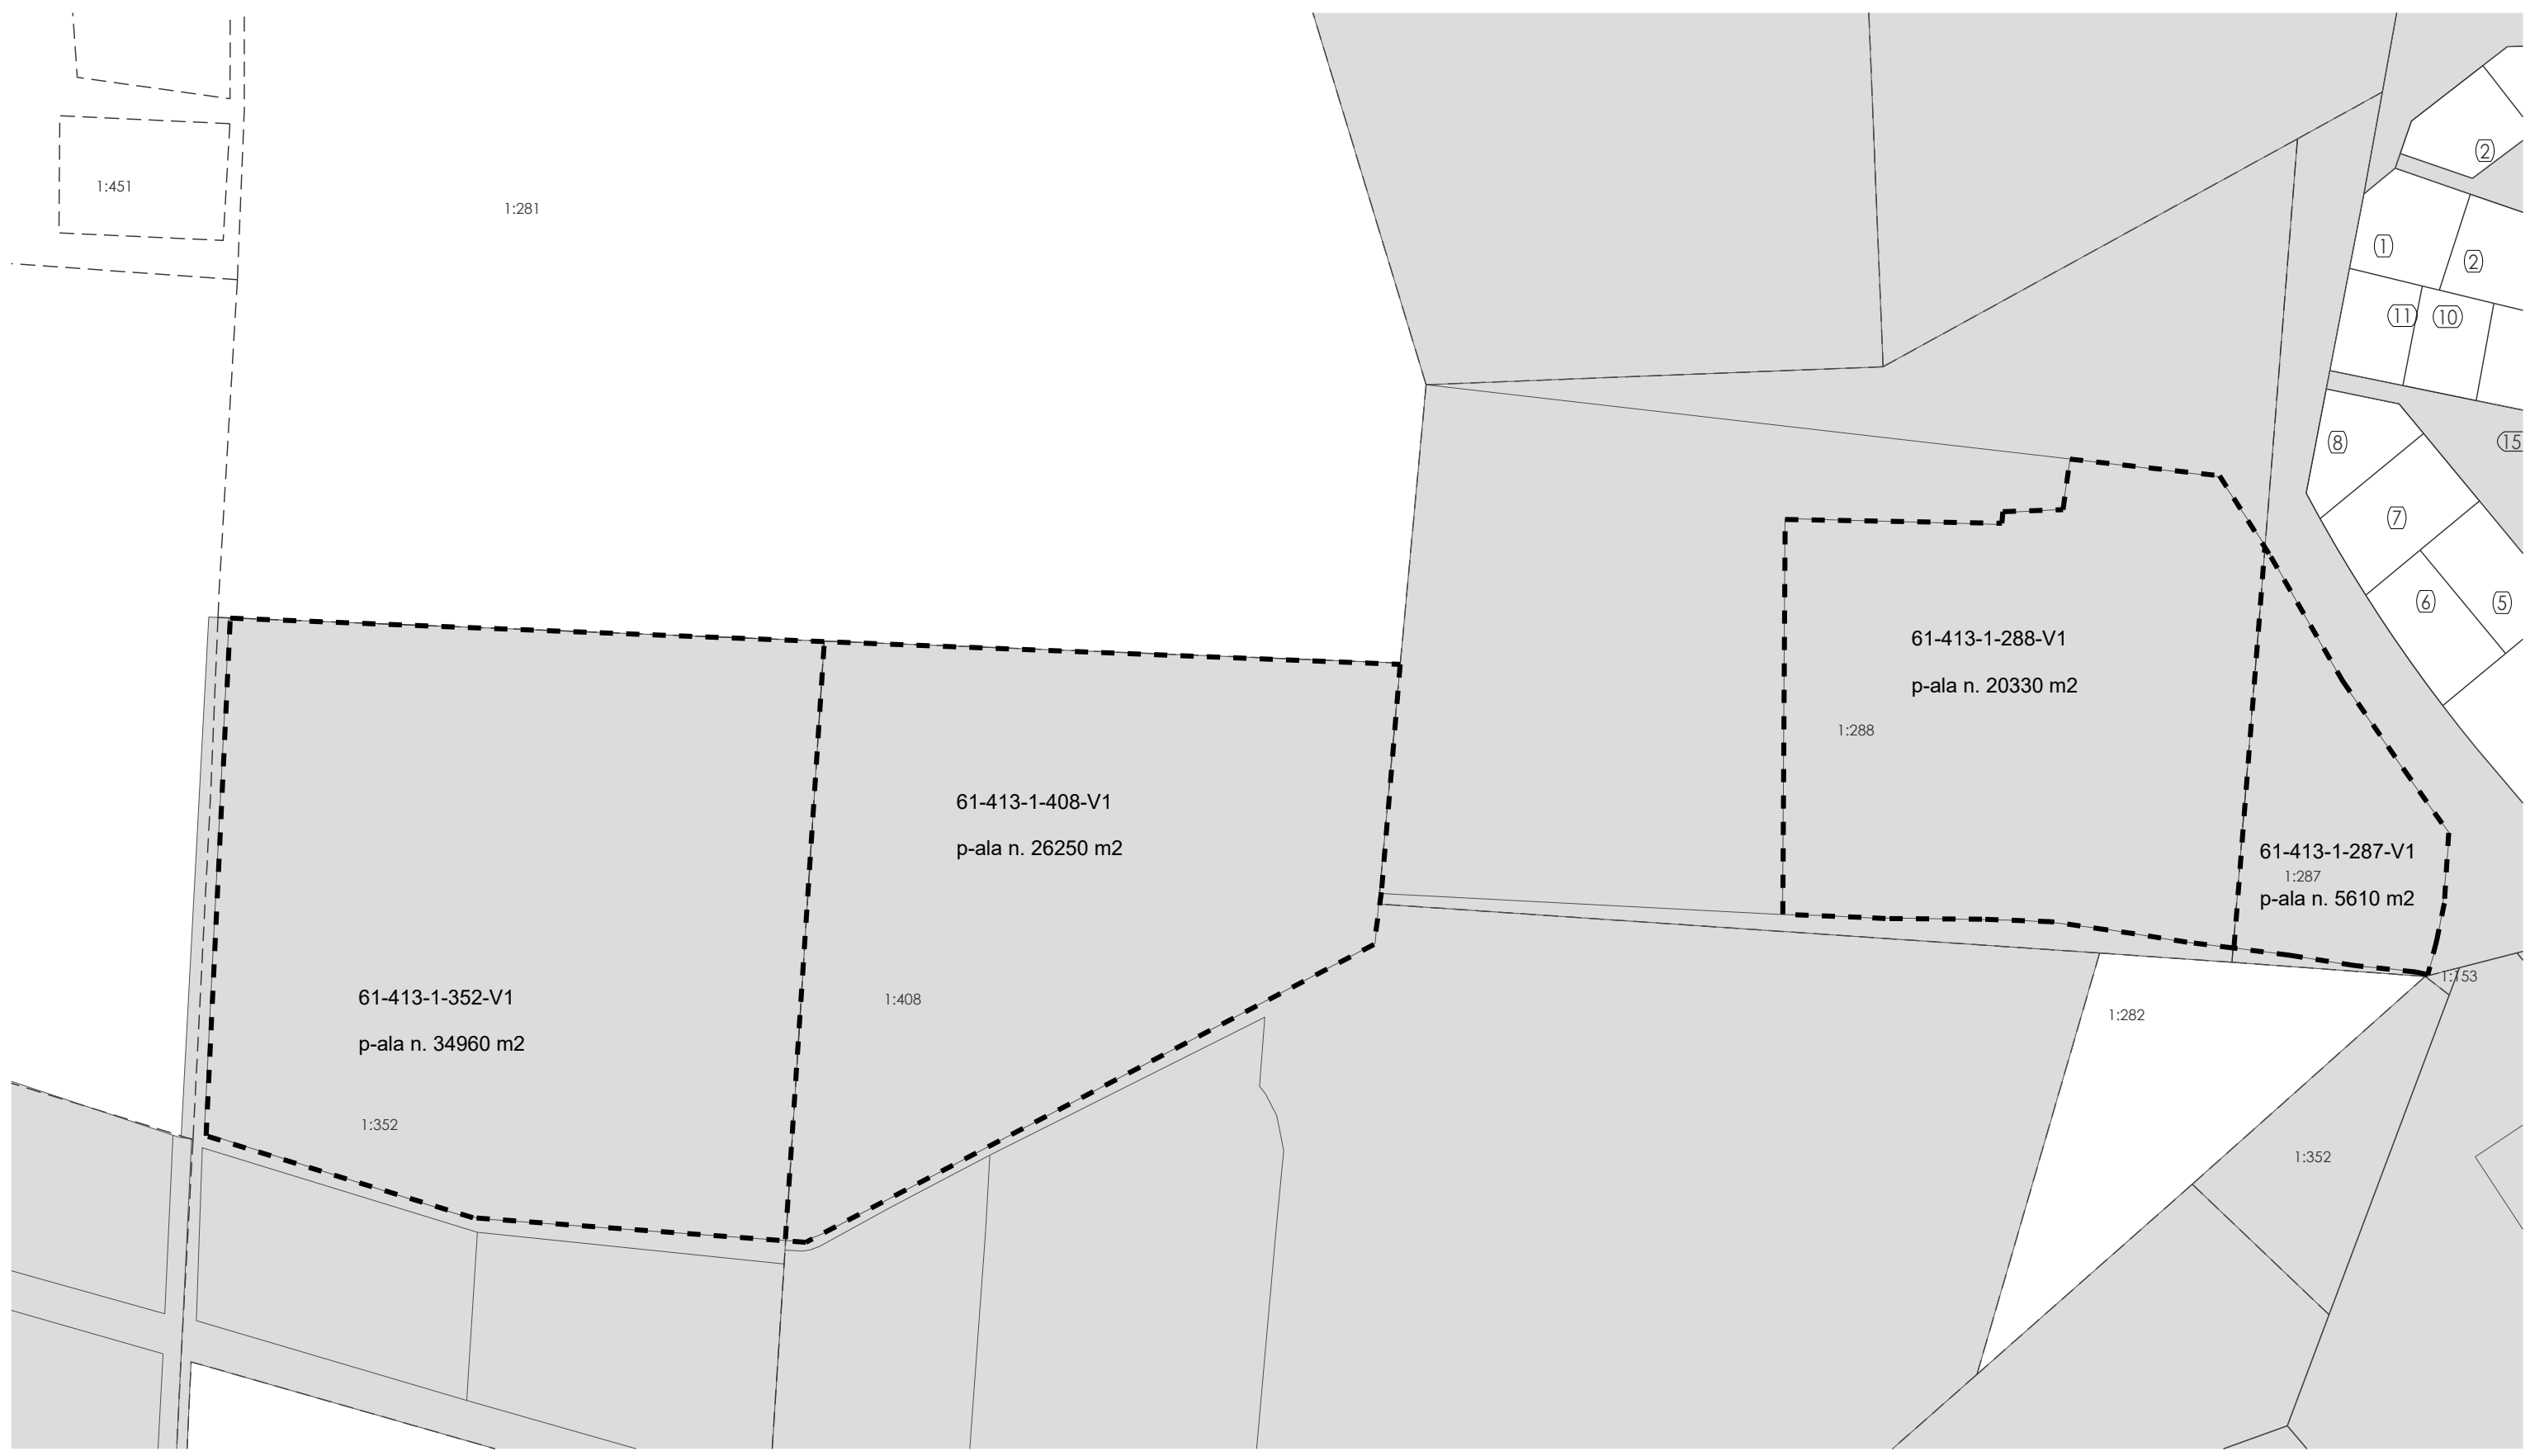 1:451
1:281
2
1
2
11
10
8
15
7
6
5
61-413-1-288-V1
p-ala n. 20330 m2
1:288
61-413-1-408-V1
p-ala n. 26250 m2
61-413-1-287-V1
1:287
p-ala n. 5610 m2
1:153
61-413-1-352-V1
p-ala n. 34960 m2
1:408
1:282
1:352
1:352